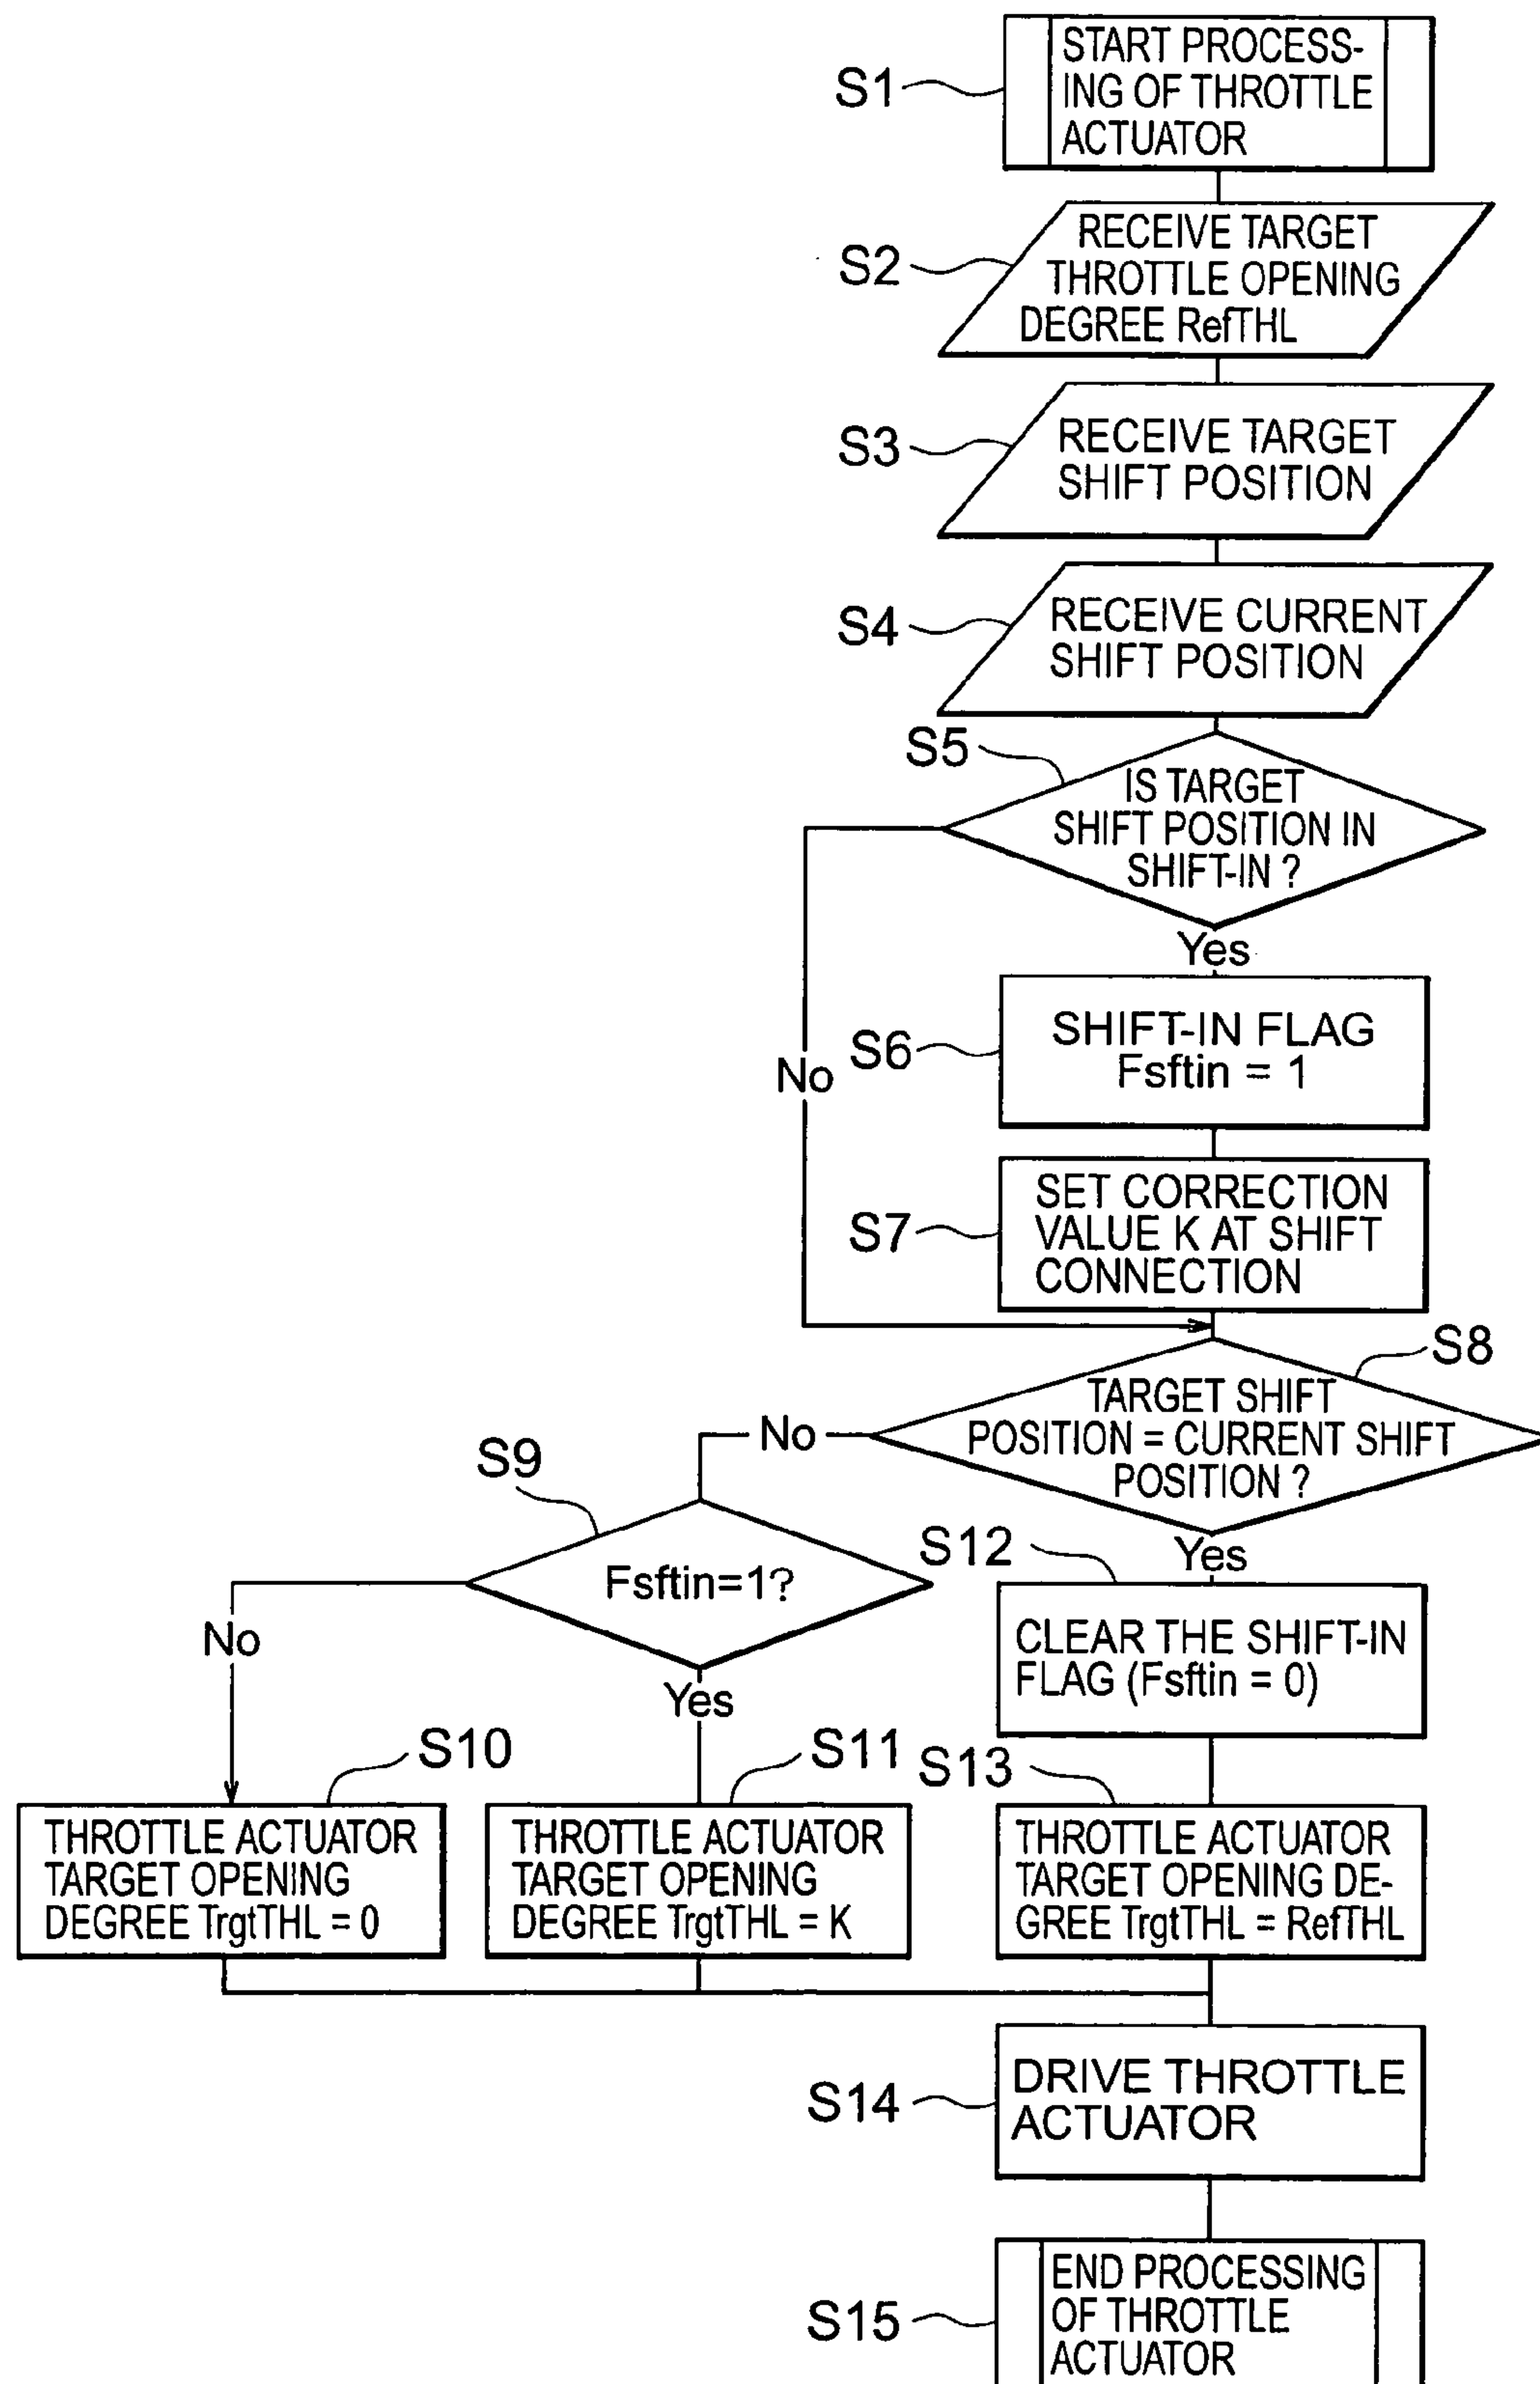 S1
START PROCESS-
ING OF THROTTLE
ACTUATOR
S2
RECEIVE TARGET
THROTTLE OPENING
DEGREE RefTHL
S3
RECEIVE TARGET
SHIFT POSITION
S4
RECEIVE CURRENT
SHIFT POSITION
S5
IS TARGET
SHIFT POSITION IN
SHIFT-IN ?
Yes
No
S6
SHIFT-IN FLAG
Fsftin = 1
S7
SET CORRECTION
VALUE K AT SHIFT
CONNECTION
S8
TARGET SHIFT
POSITION = CURRENT SHIFT
POSITION ?
No
Yes
S9
Fsftin=1?
No
Yes
S12
CLEAR THE SHIFT-IN
FLAG (Fsftin = 0)
S10
THROTTLE ACTUATOR
TARGET OPENING
DEGREE TrgtTHL = 0
S11
THROTTLE ACTUATOR
TARGET OPENING
DEGREE TrgtTHL = K
S13
THROTTLE ACTUATOR
TARGET OPENING DE-
GREE TrgtTHL = RefTHL
S14
DRIVE THROTTLE
ACTUATOR
S15
END PROCESSING
OF THROTTLE
ACTUATOR